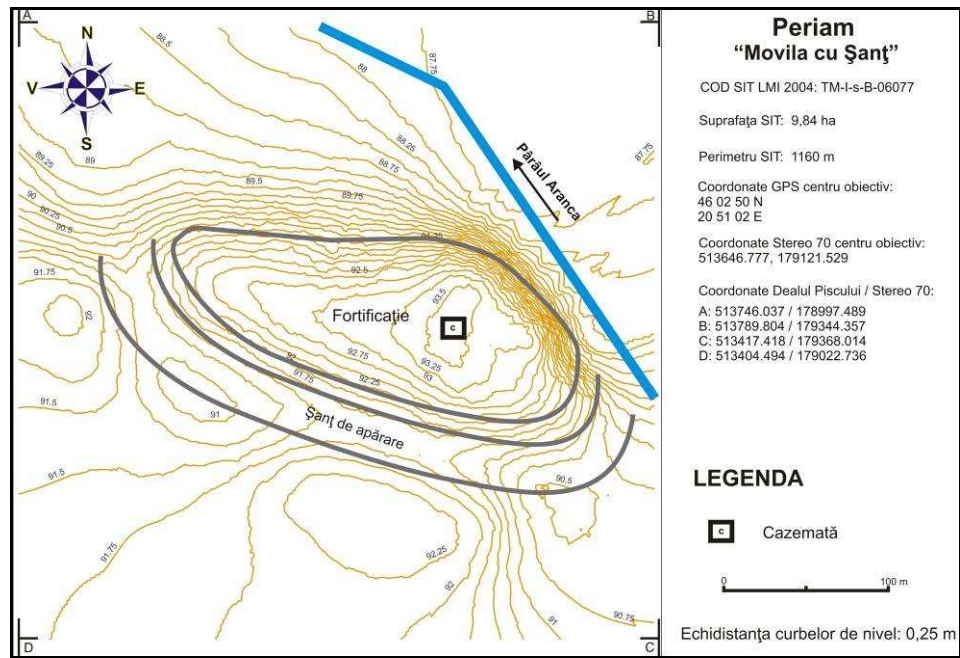 A
B
N
V
E
S
88.5
88
87.75
88.25
88.75
87.75
89
89.25
89.5
89.75
90
90.25
90.5
91.25
Pârâul Aranca
91.75
92
92.5
93.5
Fortificaţie
c
92.75
93.25
93
92
91.75
92.25
91.5
91
Şanţ de apărare
91.5
90.5
91.75
92.25
92
91
90.75
D
C
Periam
“Movila cu Şanţ”
COD SIT LMI 2004: TM-I-s-B-06077
Suprafaţa SIT: 9,84 ha
Perimetru SIT: 1160 m
Coordonate GPS centru obiectiv:
46 02 50 N
20 51 02 E
Coordonate Stereo 70 centru obiectiv:
513646.777, 179121.529
Coordonate Dealul Piscului / Stereo 70:
A: 513746.037 / 178997.489
B: 513789.804 / 179344.357
C: 513417.418 / 179368.014
D: 513404.494 / 179022.736
LEGENDA
c
Cazemată
0
100 m
Echidistanţa curbelor de nivel: 0,25 m